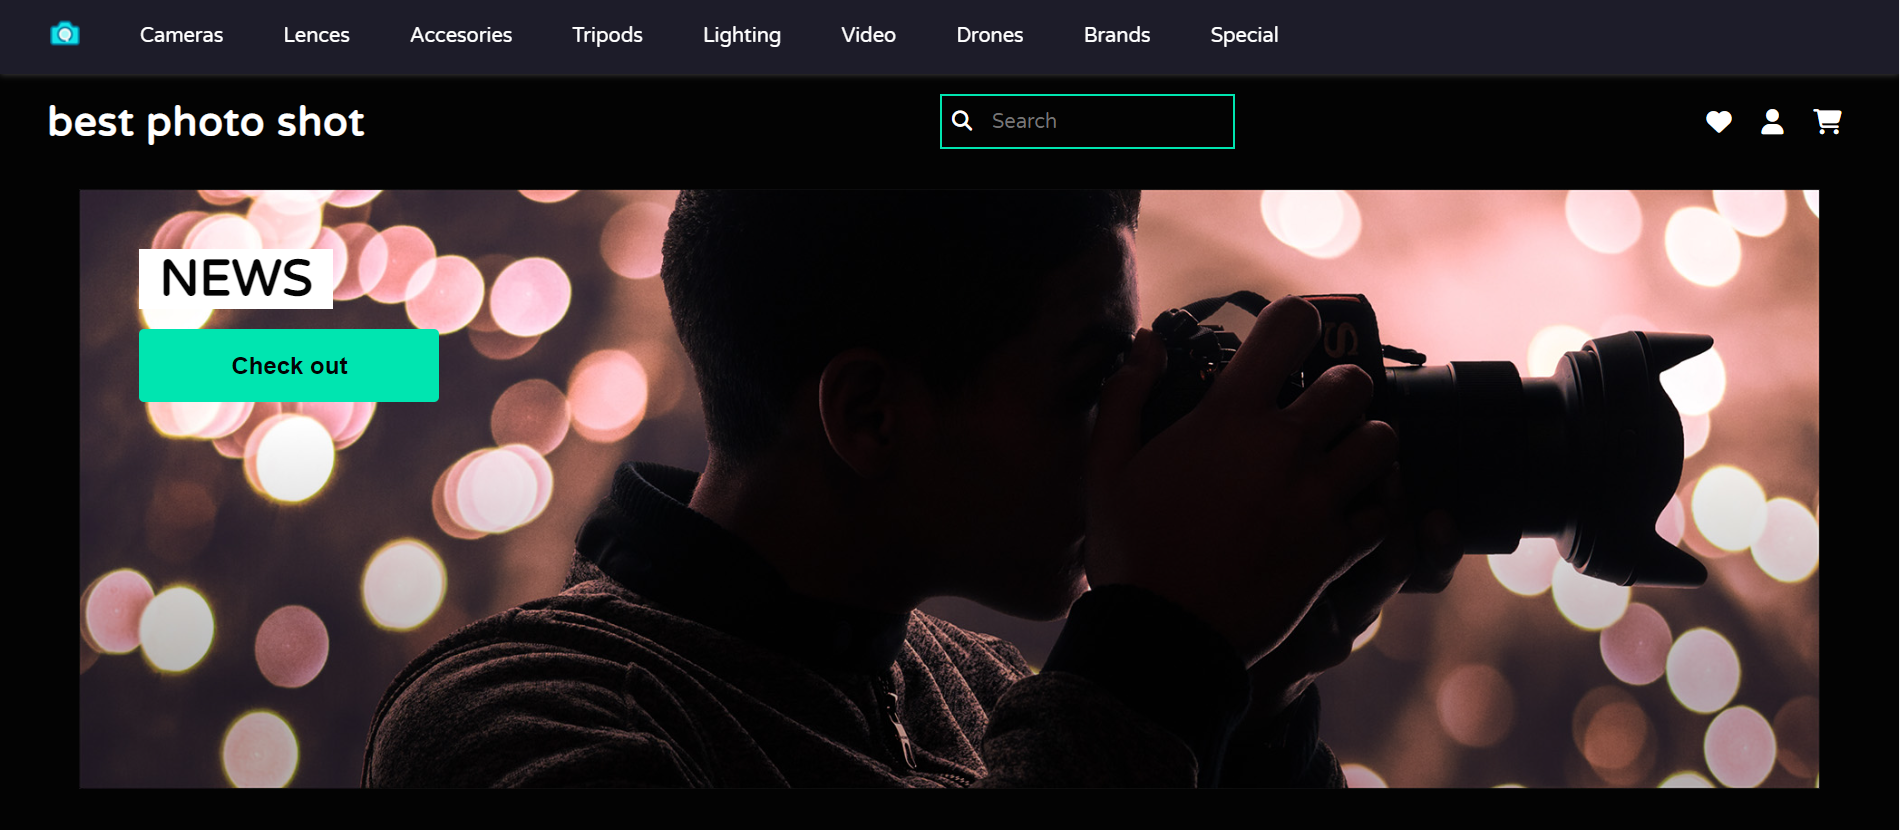 Cameras Lences Accesories Tripods Lighting Video Drones Brands Special
best photo shot
Search
NEWS
Check out